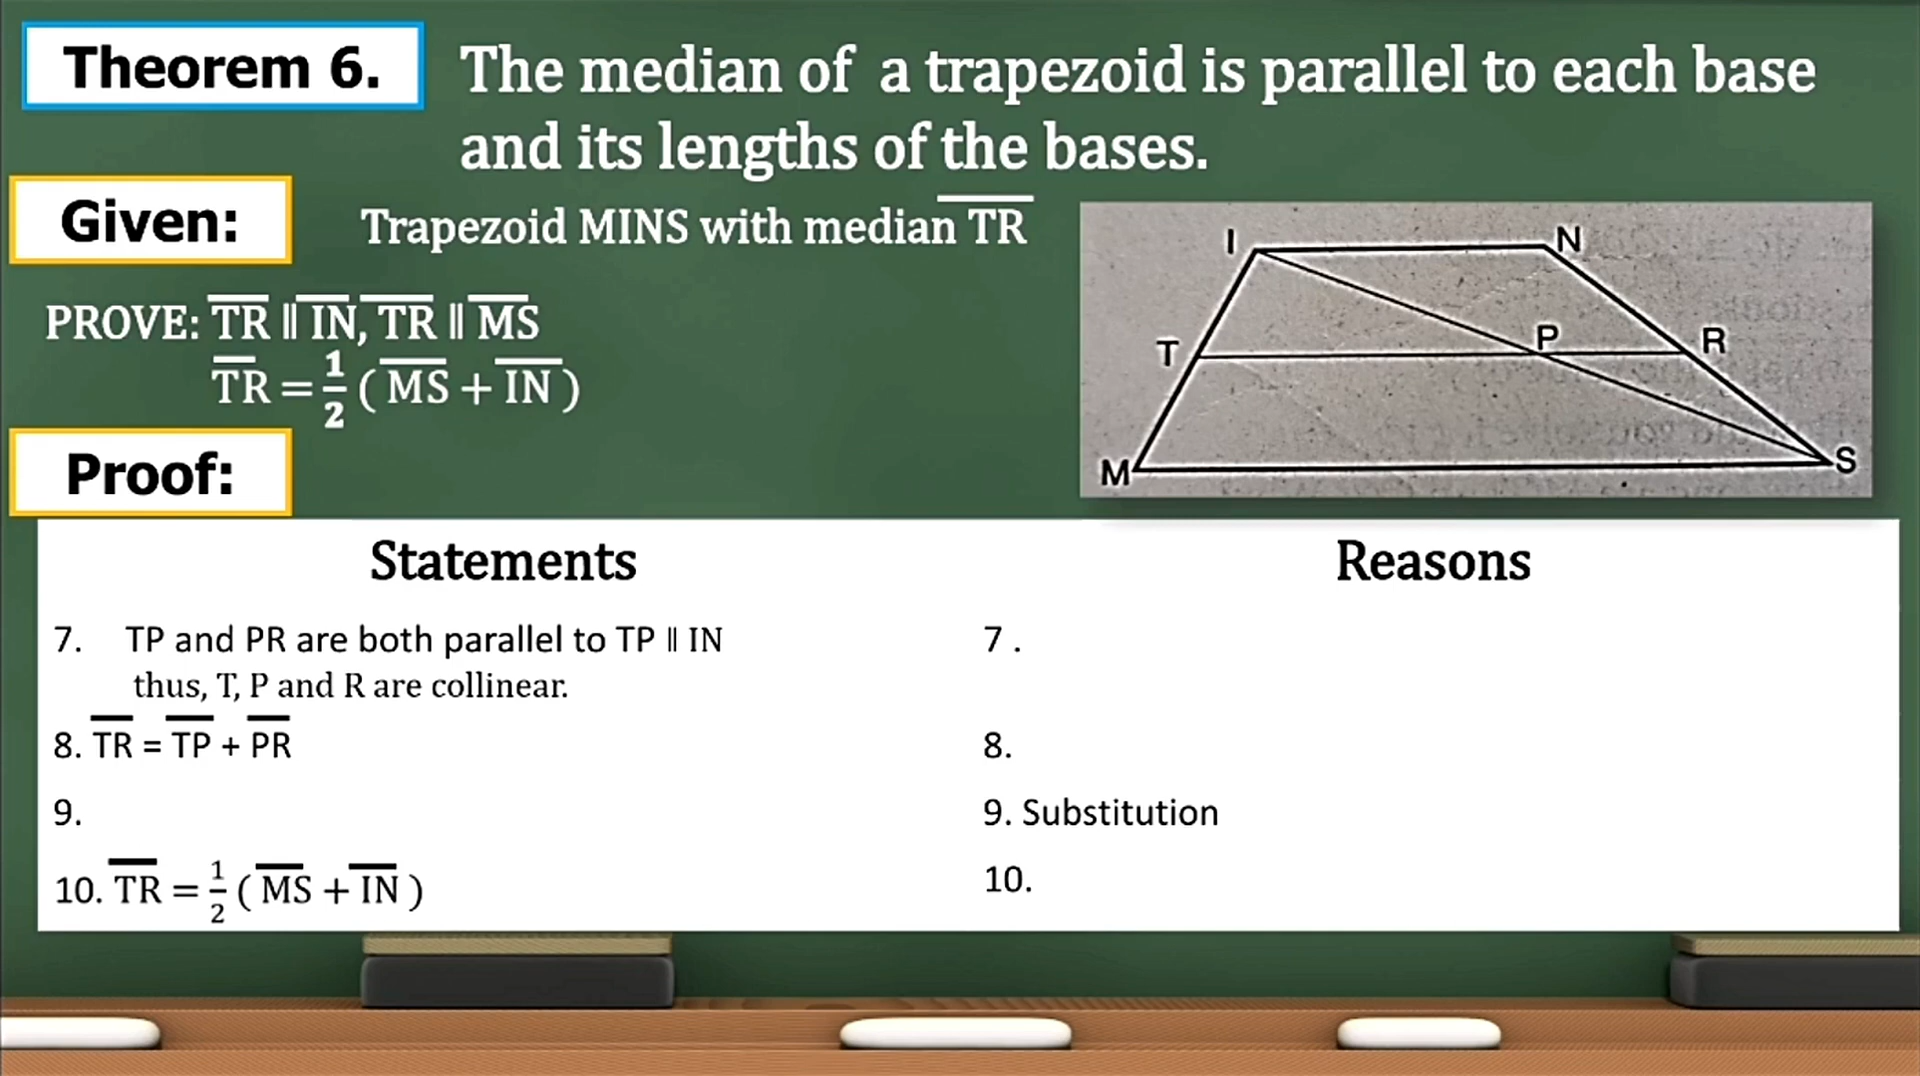 Theorem 6.
The median of a trapezoid is parallel to each base
and its lengths of the bases.
Given:
Trapezoid MINS with median TR
PROVE: TR ∥ IN, TR ∥ MS
TR = 1/2 ( MS + IN )
I
N
T
P
R
M
S
Proof:
Statements
Reasons
7. TP and PR are both parallel to TP ∥ IN
thus, T, P and R are collinear.
7 .
8. TR = TP + PR
8.
9.
9. Substitution
10. TR = 1/2 ( MS + IN )
10.